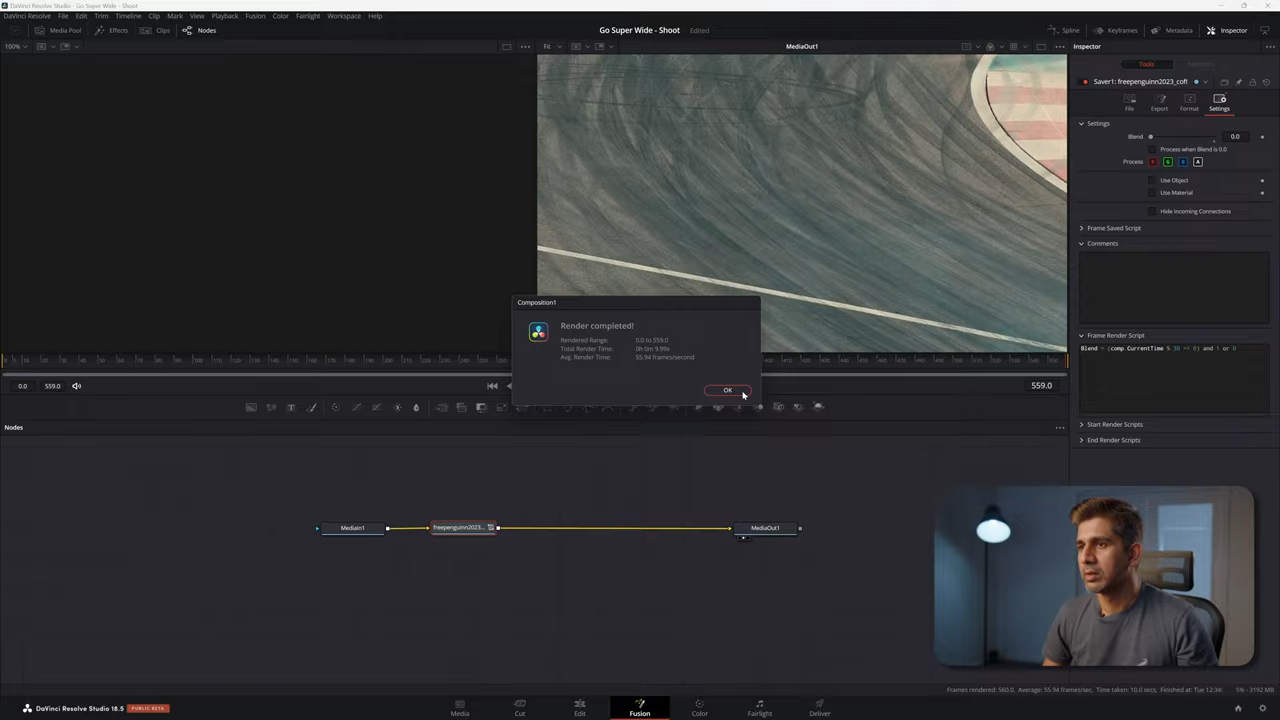 DaVinci Resolve Studio - Go Super Wide - Shoot
DaVinci Resolve File Edit Trim Timeline Clip Mark View Playback Fusion Color Fairlight Workspace Help
Media Pool Effects Clips Nodes
Go Super Wide - Shoot Edited
Spline Keyframes Metadata Inspector
100%
Fit
MediaOut1
Inspector
Tools
Saver1: freepenguinn2023_coff
File Export Format Settings
Settings
Blend 0.0
Process when Blend is 0.0
Process
A
Use Object
Use Material
Hide Incoming Connections
Frame Saved Script
Comments
Frame Render Script
Blend = (comp.CurrentTime % 30 == 0) and 1 or 0
Start Render Scripts
End Render Scripts
Composition1
Render completed!
Rendered Range: 0.0 to 559.0
Total Render Time: 0h 0m 9.99s
Avg. Render Time: 55.94 frames/second
OK
0.0 559.0
559.0
Nodes
MediaIn1
freepenguinn2023...
MediaOut1
Frames rendered: 560.0, Average: 55.94 frames/sec, Time taken: 10.0 secs, Finished at: Tue 12:34
5% - 3192 MB
DaVinci Resolve Studio 18.5 PUBLIC BETA
Media Cut Edit Fusion Color Fairlight Deliver